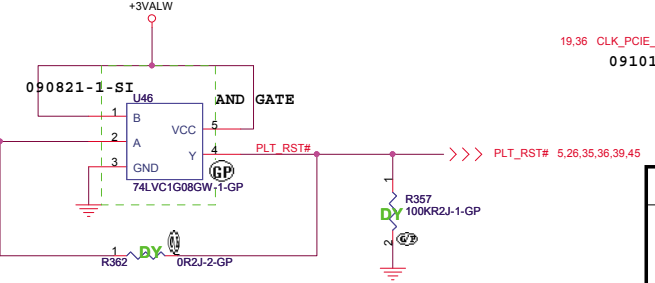 +3VALW
19,36 CLK_PCIE_
09101
090821-1-SI
U46
AND GATE
1
B
VCC
5
2
A
Y
4
PLT_RST#
PLT_RST# 5,26,35,36,39,45
3
GND
GP
74LVC1G08GW-1-GP
1
R357
DY
100KR2J-1-GP
2
GP
1
DY
R362
0R2J-2-GP